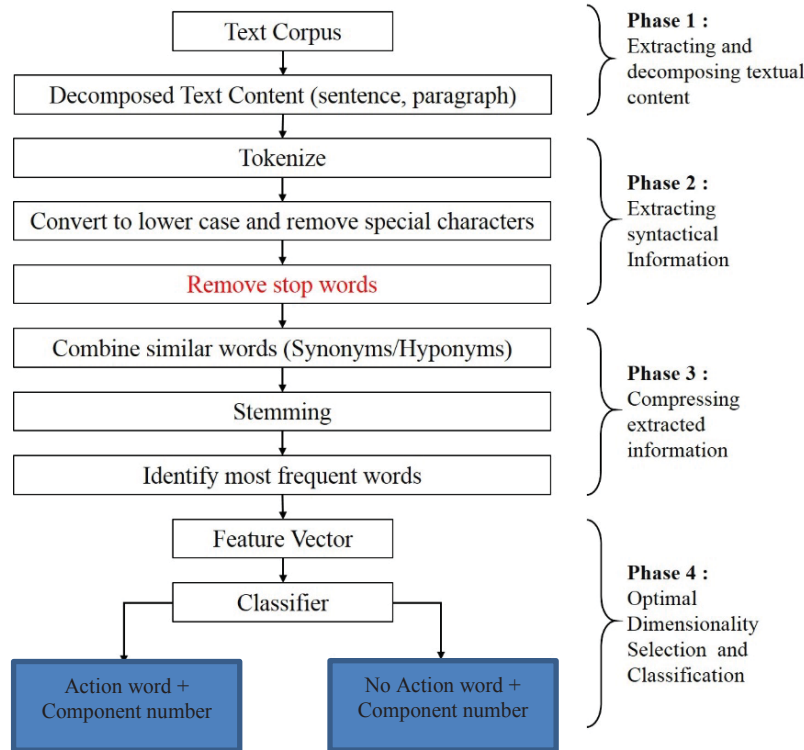 Text Corpus
Decomposed Text Content (sentence, paragraph)
Phase 1 :
Extracting and
decomposing textual
content
Tokenize
Convert to lower case and remove special characters
Remove stop words
Phase 2 :
Extracting
syntactical
Information
Combine similar words (Synonyms/Hyponyms)
Stemming
Identify most frequent words
Phase 3 :
Compressing
extracted
information
Feature Vector
Classifier
Action word +
Component number
No Action word +
Component number
Phase 4 :
Optimal
Dimensionality
Selection and
Classification